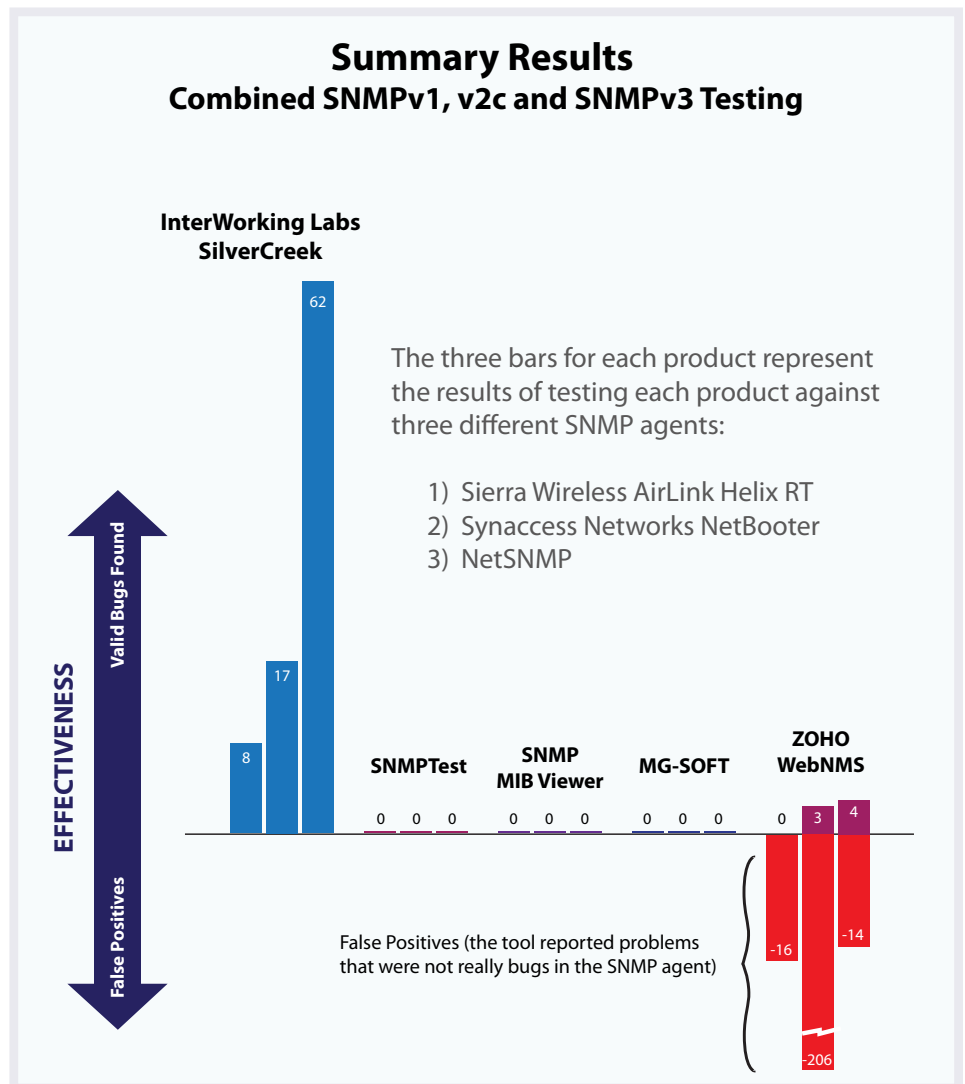 Summary Results
Combined SNMPv1, v2c and SNMPv3 Testing
InterWorking Labs
SilverCreek
62
The three bars for each product represent
the results of testing each product against
three different SNMP agents:
1) Sierra Wireless AirLink Helix RT
2) Synaccess Networks NetBooter
3) NetSNMP
EFFECTIVENESS
Valid Bugs Found
False Positives
17
8
SNMPTest
SNMP
MIB Viewer
MG-SOFT
ZOHO
WebNMS
0 0 0
0 0 0
0 0 0
0 3 4
False Positives (the tool reported problems
that were not really bugs in the SNMP agent)
-16
-14
-206